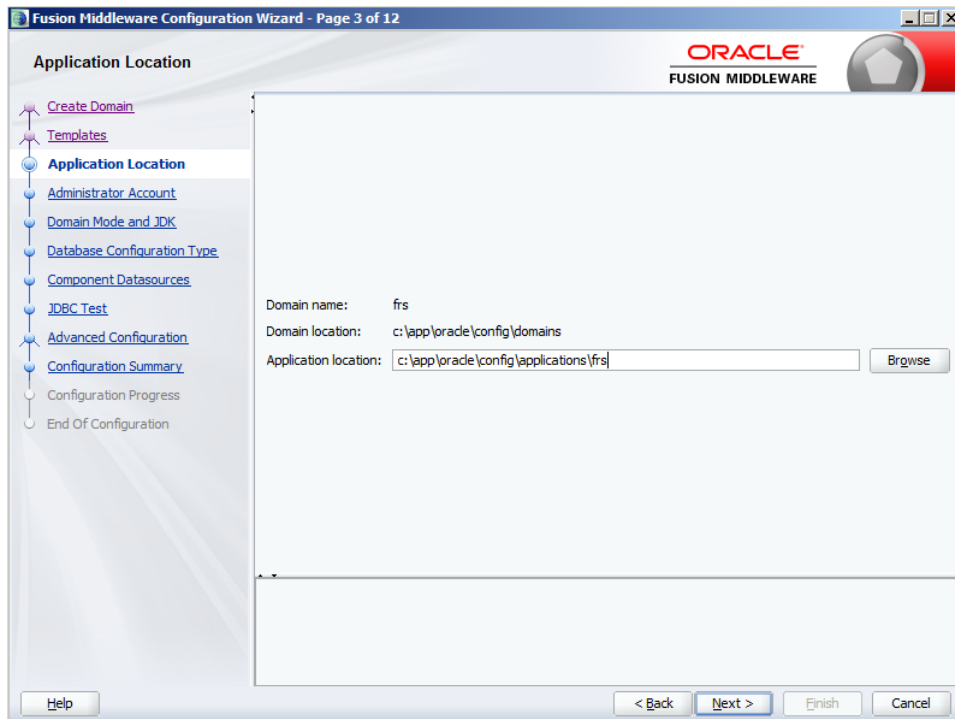 Fusion Middleware Configuration Wizard - Page 3 of 12
Application Location
ORACLE
FUSION MIDDLEWARE
Create Domain
Templates
Application Location
Administrator Account
Domain Mode and JDK
Database Configuration Type
Component Datasources
JDBC Test
Advanced Configuration
Configuration Summary
Configuration Progress
End Of Configuration
Domain name: frs
Domain location: c:\app\oracle\config\domains
Application location: c:\app\oracle\config\applications\frs Browse
Help < Back Next > Finish Cancel